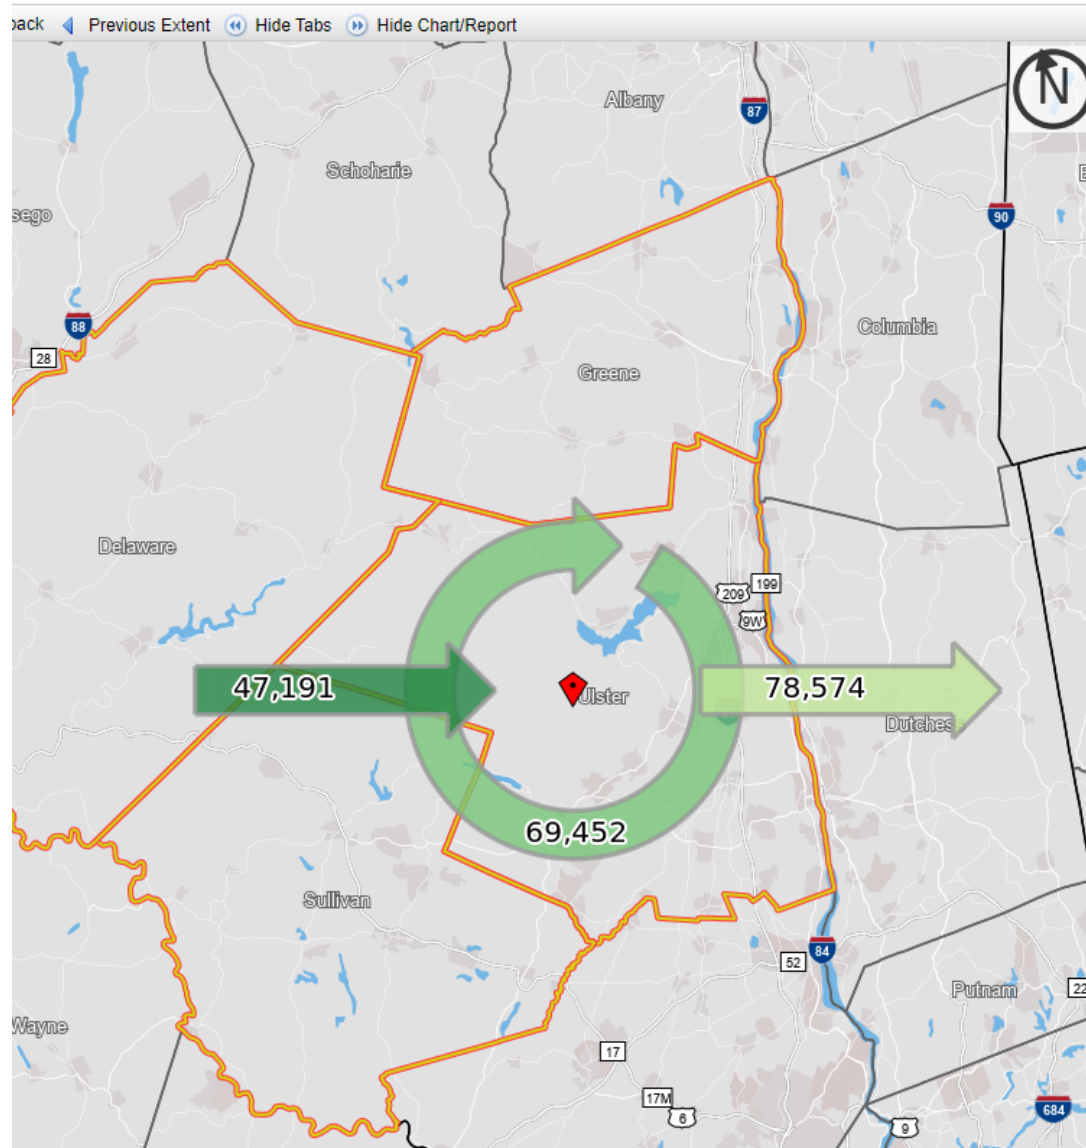 back Previous Extent Hide Tabs Hide Chart/Report
N
Albany
87
Schoharie
90
sego
88
28
Columbia
Greene
Delaware
199
209
9W
47,191
Ulster
78,574
Dutchess
69,452
Sullivan
84
52
Putnam
22
Wayne
17
17M
6
684
9